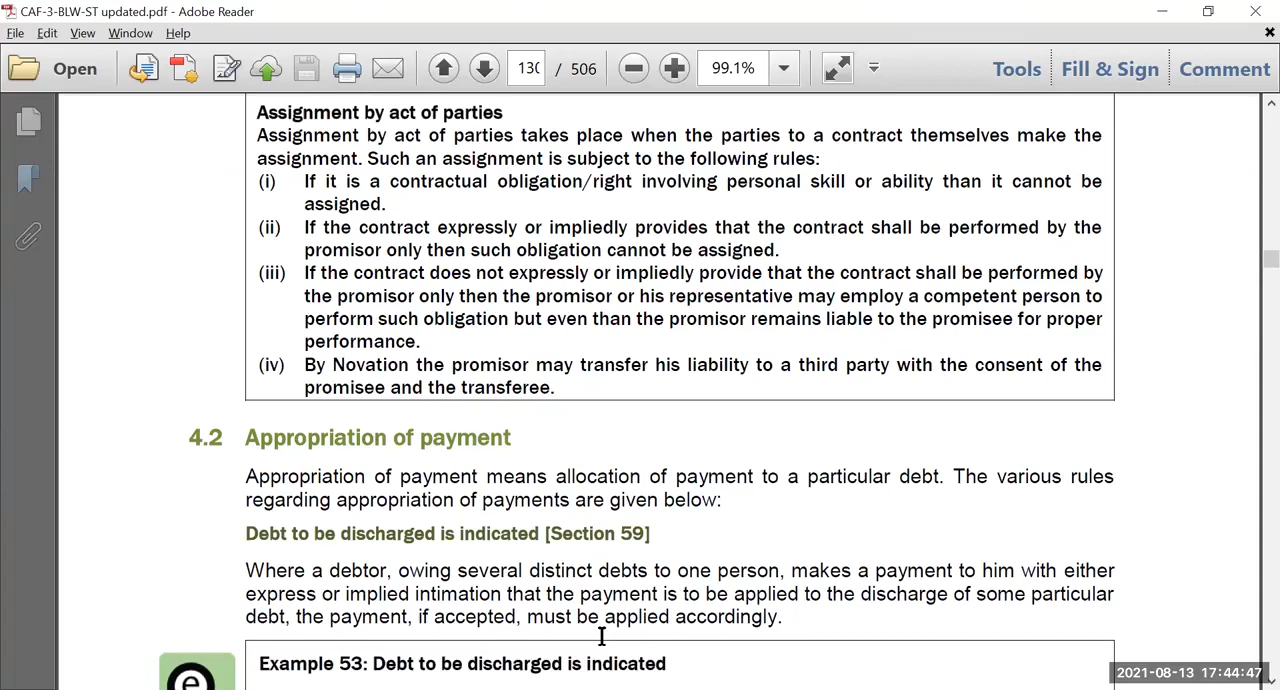 CAF-3-BLW-ST updated.pdf - Adobe Reader
File Edit View Window Help
Open 130 / 506 99.1% Tools Fill & Sign Comment
Assignment by act of parties
Assignment by act of parties takes place when the parties to a contract themselves make the
assignment. Such an assignment is subject to the following rules:
(i) If it is a contractual obligation/right involving personal skill or ability than it cannot be
assigned.
(ii) If the contract expressly or impliedly provides that the contract shall be performed by the
promisor only then such obligation cannot be assigned.
(iii) If the contract does not expressly or impliedly provide that the contract shall be performed by
the promisor only then the promisor or his representative may employ a competent person to
perform such obligation but even than the promisor remains liable to the promisee for proper
performance.
(iv) By Novation the promisor may transfer his liability to a third party with the consent of the
promisee and the transferee.
4.2 Appropriation of payment
Appropriation of payment means allocation of payment to a particular debt. The various rules
regarding appropriation of payments are given below:
Debt to be discharged is indicated [Section 59]
Where a debtor, owing several distinct debts to one person, makes a payment to him with either
express or implied intimation that the payment is to be applied to the discharge of some particular
debt, the payment, if accepted, must be applied accordingly.
Example 53: Debt to be discharged is indicated
e
2021-08-13 17:44:47